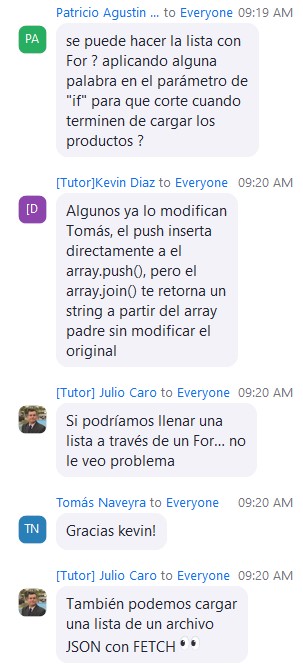 Patricio Agustin ... to Everyone 09:19 AM
PA
se puede hacer la lista con
For ? aplicando alguna
palabra en el parámetro de
"if" para que corte cuando
terminen de cargar los
productos ?
[Tutor]Kevin Diaz to Everyone 09:20 AM
[D
Algunos ya lo modifican
Tomás, el push inserta
directamente a el
array.push(), pero el
array.join() te retorna un
string a partir del array
padre sin modificar el
original
[Tutor] Julio Caro to Everyone 09:20 AM
Si podríamos llenar una
lista a través de un For... no
le veo problema
Tomás Naveyra to Everyone 09:20 AM
TN
Gracias kevin!
[Tutor] Julio Caro to Everyone 09:20 AM
También podemos cargar
una lista de un archivo
JSON con FETCH 👀